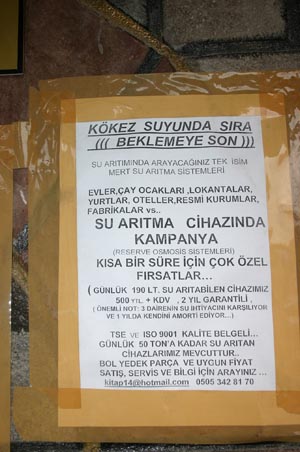 KÖKEZ SUYUNDA SIRA
((( BEKLEMEYE SON )))
SU ARITIMINDA ARAYACAĞINIZ TEK İSİM
MERT SU ARITMA SİSTEMLERİ
EVLER,ÇAY OCAKLARI ,LOKANTALAR,
YURTLAR, OTELLER,RESMİ KURUMLAR,
FABRİKALAR vs..
SU ARITMA CİHAZINDA
KAMPANYA
(RESERVE OSMOSİS SİSTEMLERİ)
KISA BİR SÜRE İÇİN ÇOK ÖZEL
FIRSATLAR...
( GÜNLÜK 190 LT. SU ARITABİLEN CİHAZIMIZ
500 YTL. + KDV , 2 YIL GARANTİLİ ,
( ÖNEMLİ NOT: 3 DAİRENİN SU İHTİYACINI KARŞILIYOR
VE 1 YILDA KENDİNİ AMORTİ EDİYOR...)
TSE ve ISO 9001 KALİTE BELGELİ...
GÜNLÜK 50 TON'A KADAR SU ARITAN
CİHAZLARIMIZ MEVCUTTUR..
BOL YEDEK PARÇA VE UYGUN FİYAT
SATIŞ, SERVİS VE BİLGİ İÇİN ARAYINIZ ...
kitap14@hotmail.com 0505 342 81 70